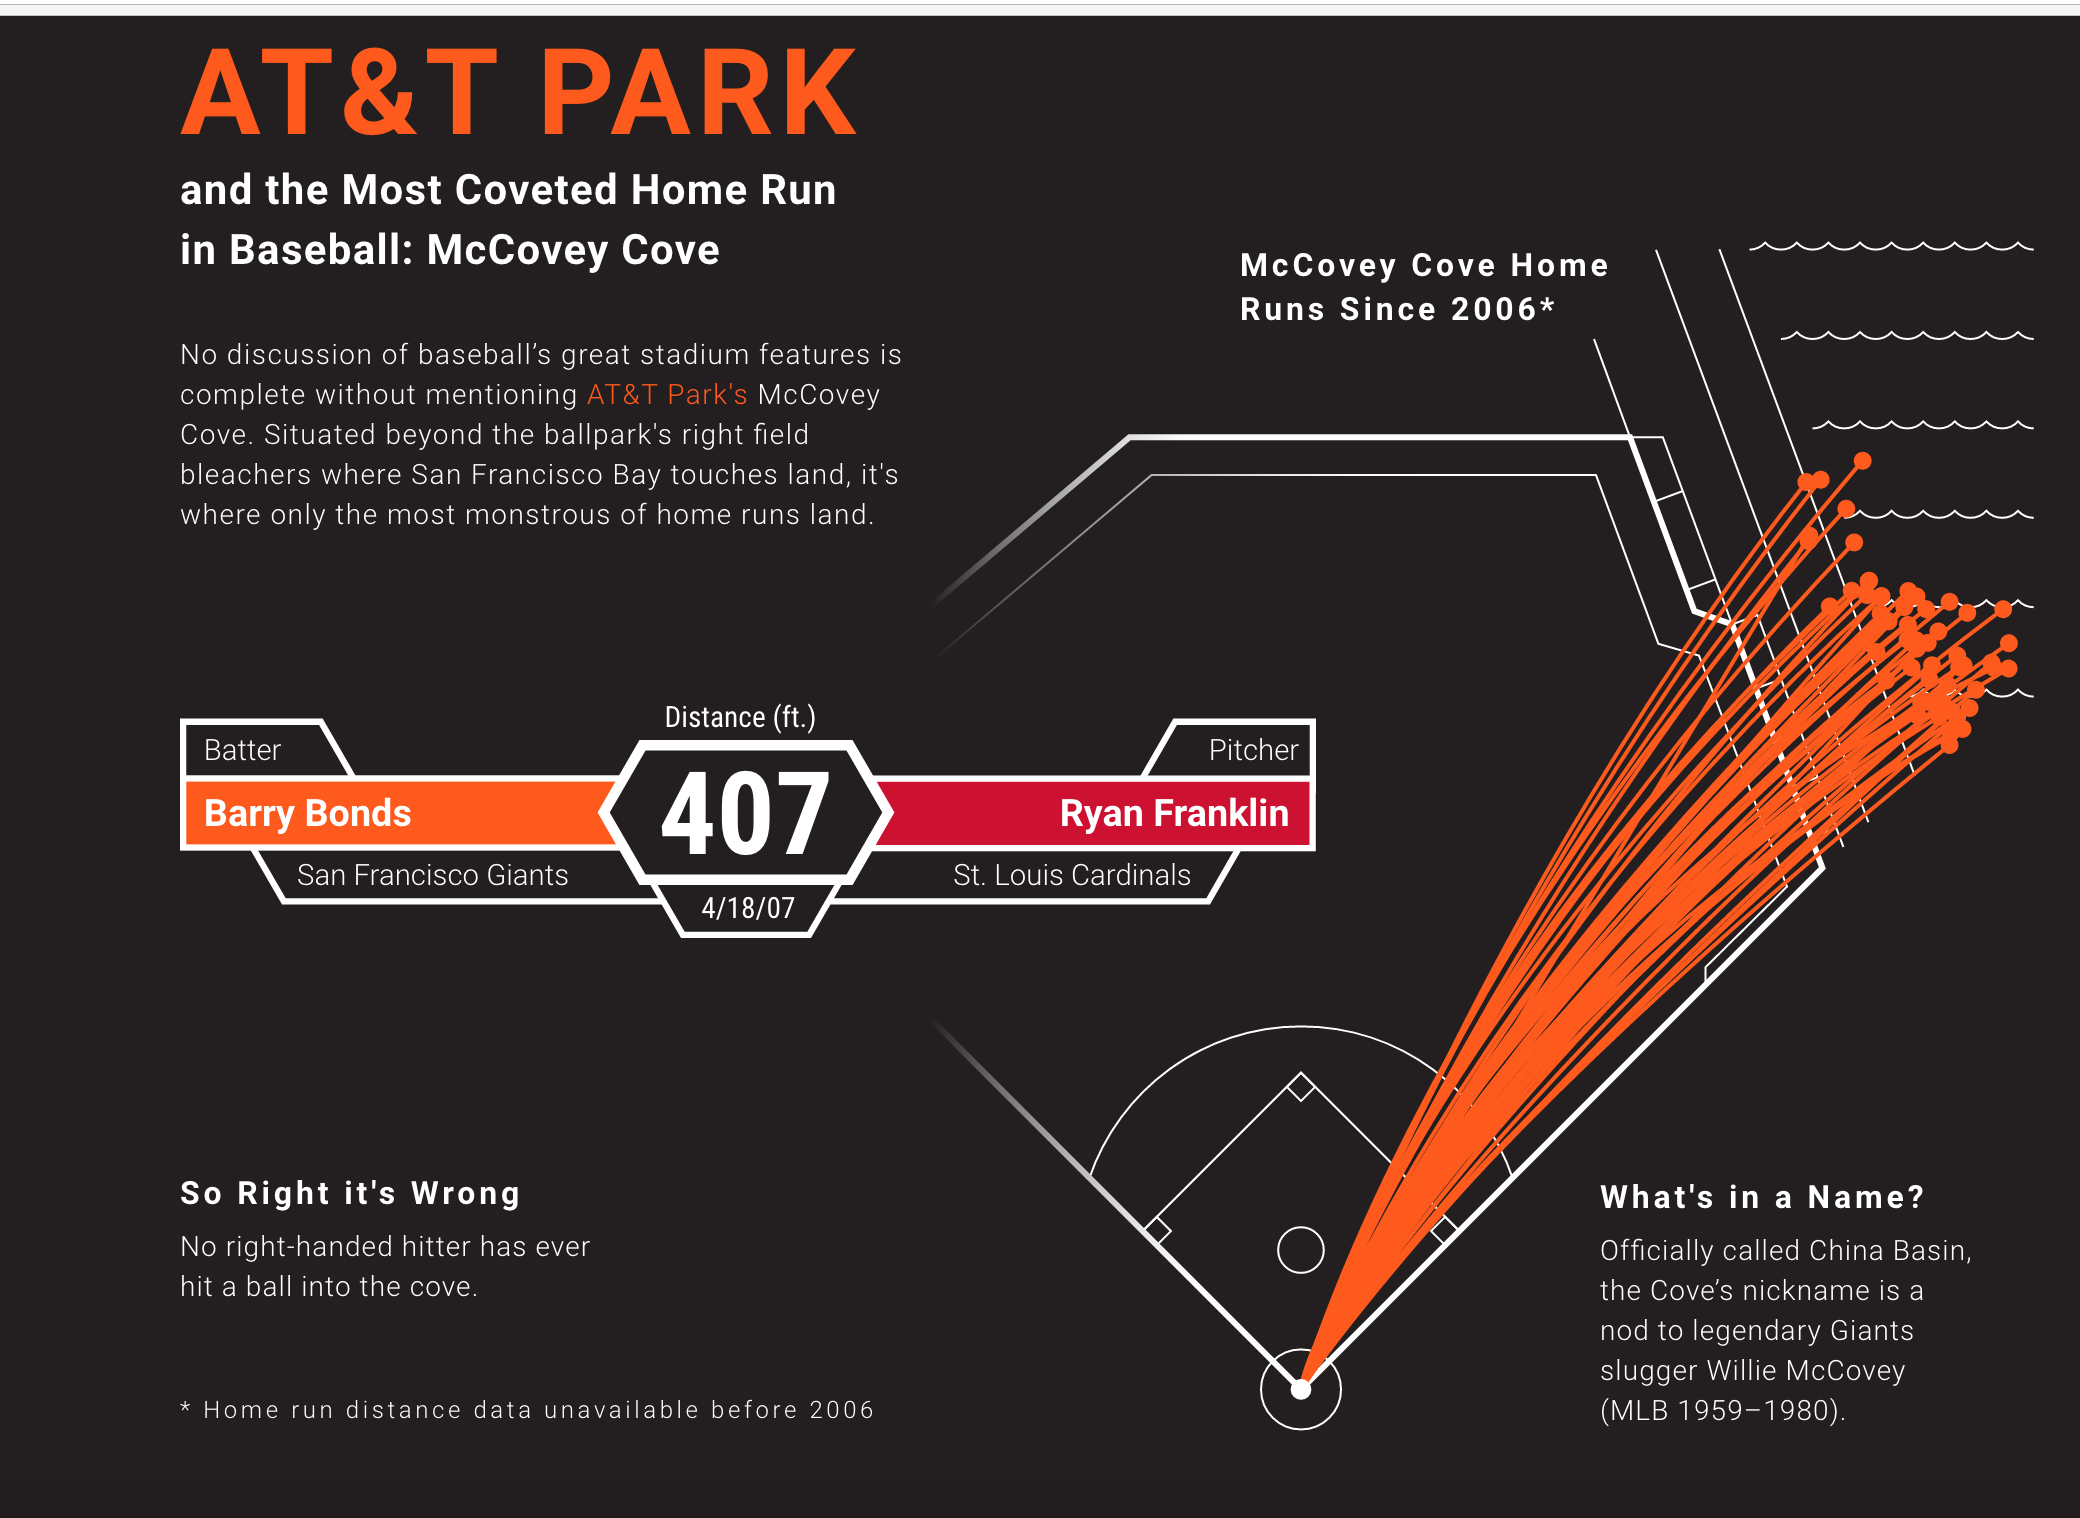 AT&T PARK
and the Most Coveted Home Run
in Baseball: McCovey Cove
No discussion of baseball’s great stadium features is
complete without mentioning AT&T Park's McCovey
Cove. Situated beyond the ballpark's right field
bleachers where San Francisco Bay touches land, it's
where only the most monstrous of home runs land.
McCovey Cove Home
Runs Since 2006*
Distance (ft.)
Batter
Pitcher
Barry Bonds
407
Ryan Franklin
San Francisco Giants
St. Louis Cardinals
4/18/07
So Right it's Wrong
No right-handed hitter has ever
hit a ball into the cove.
What's in a Name?
Officially called China Basin,
the Cove’s nickname is a
nod to legendary Giants
slugger Willie McCovey
(MLB 1959–1980).
* Home run distance data unavailable before 2006